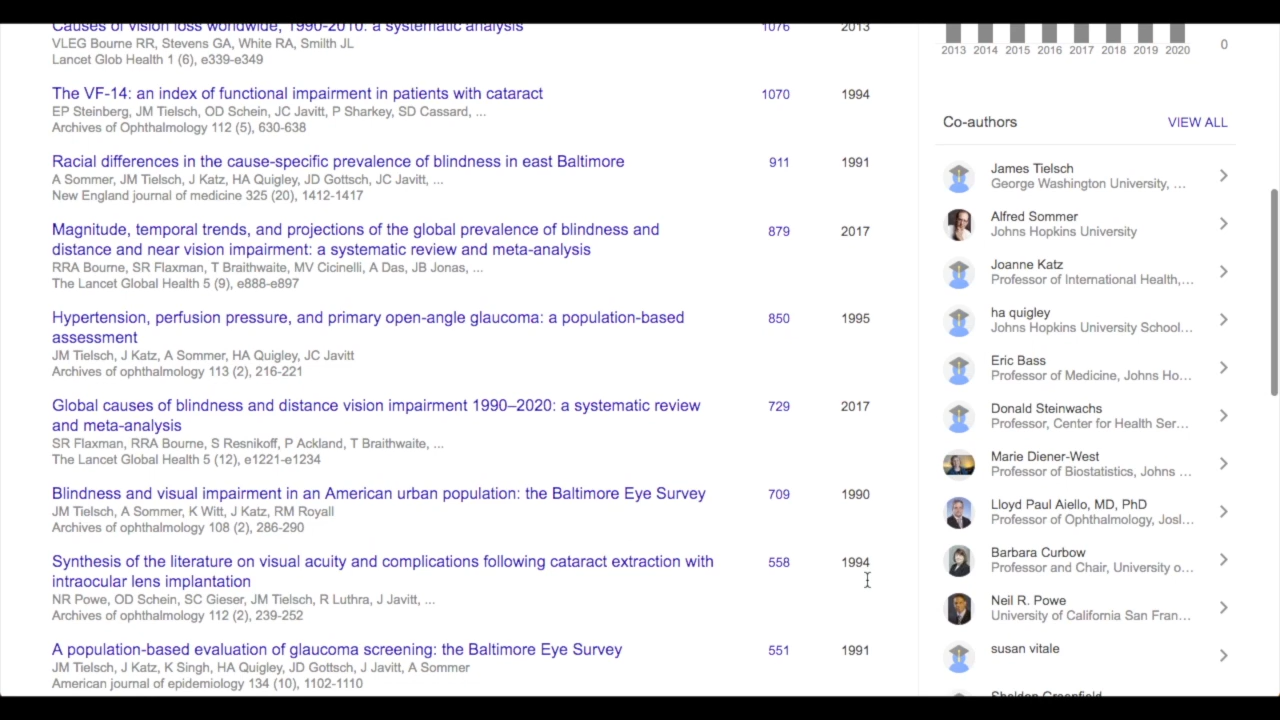 Causes of vision loss worldwide, 1990-2010: a systematic analysis 1076 2013
VLEG Bourne RR, Stevens GA, White RA, Smilth JL
Lancet Glob Health 1 (6), e339-e349
The VF-14: an index of functional impairment in patients with cataract 1070 1994
EP Steinberg, JM Tielsch, OD Schein, JC Javitt, P Sharkey, SD Cassard, ...
Archives of Ophthalmology 112 (5), 630-638
Racial differences in the cause-specific prevalence of blindness in east Baltimore 911 1991
A Sommer, JM Tielsch, J Katz, HA Quigley, JD Gottsch, JC Javitt, ...
New England journal of medicine 325 (20), 1412-1417
Magnitude, temporal trends, and projections of the global prevalence of blindness and 879 2017
distance and near vision impairment: a systematic review and meta-analysis
RRA Bourne, SR Flaxman, T Braithwaite, MV Cicinelli, A Das, JB Jonas, ...
The Lancet Global Health 5 (9), e888-e897
Hypertension, perfusion pressure, and primary open-angle glaucoma: a population-based 850 1995
assessment
JM Tielsch, J Katz, A Sommer, HA Quigley, JC Javitt
Archives of ophthalmology 113 (2), 216-221
Global causes of blindness and distance vision impairment 1990–2020: a systematic review 729 2017
and meta-analysis
SR Flaxman, RRA Bourne, S Resnikoff, P Ackland, T Braithwaite, ...
The Lancet Global Health 5 (12), e1221-e1234
Blindness and visual impairment in an American urban population: the Baltimore Eye Survey 709 1990
JM Tielsch, A Sommer, K Witt, J Katz, RM Royall
Archives of ophthalmology 108 (2), 286-290
Synthesis of the literature on visual acuity and complications following cataract extraction with 558 1994
intraocular lens implantation
NR Powe, OD Schein, SC Gieser, JM Tielsch, R Luthra, J Javitt, ...
Archives of ophthalmology 112 (2), 239-252
A population-based evaluation of glaucoma screening: the Baltimore Eye Survey 551 1991
JM Tielsch, J Katz, K Singh, HA Quigley, JD Gottsch, J Javitt, A Sommer
American journal of epidemiology 134 (10), 1102-1110
2013 2014 2015 2016 2017 2018 2019 2020 0
Co-authors VIEW ALL
James Tielsch
George Washington University, ...
Alfred Sommer
Johns Hopkins University
Joanne Katz
Professor of International Health,...
ha quigley
Johns Hopkins University School...
Eric Bass
Professor of Medicine, Johns Ho...
Donald Steinwachs
Professor, Center for Health Ser...
Marie Diener-West
Professor of Biostatistics, Johns ...
Lloyd Paul Aiello, MD, PhD
Professor of Ophthalmology, Josl...
Barbara Curbow
Professor and Chair, University o...
Neil R. Powe
University of California San Fran...
susan vitale
Sheldon Greenfield